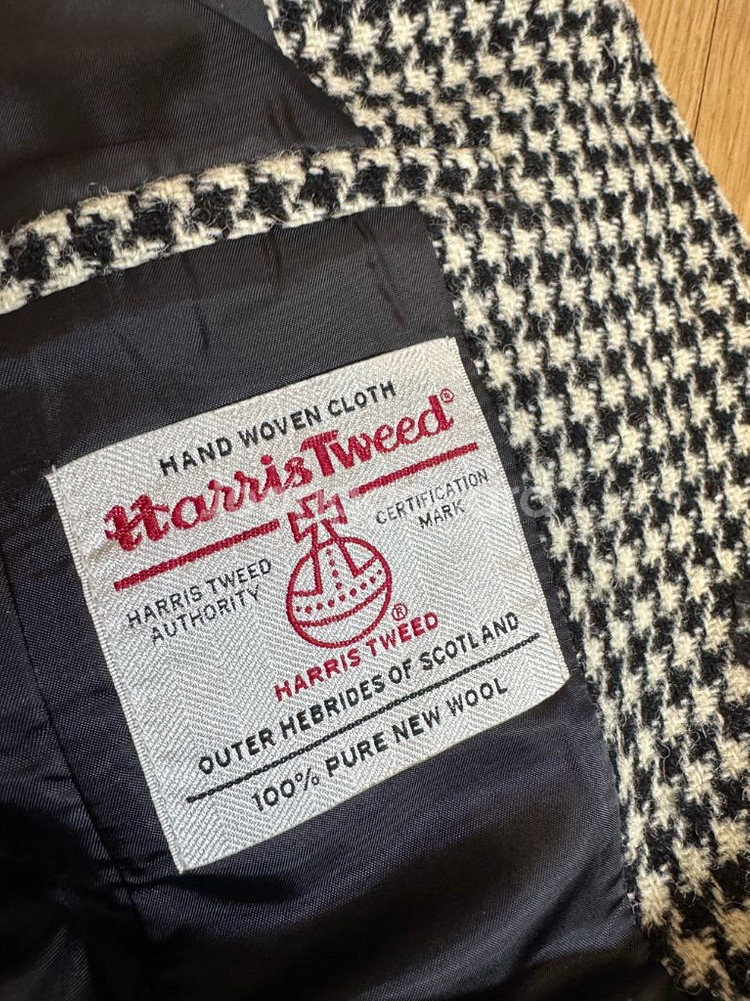 HAND WOVEN CLOTH
Harris Tweed®
CERTIFICATION
MARK
HARRIS TWEED
AUTHORITY
®
HARRIS TWEED
OUTER HEBRIDES OF SCOTLAND
100% PURE NEW WOOL